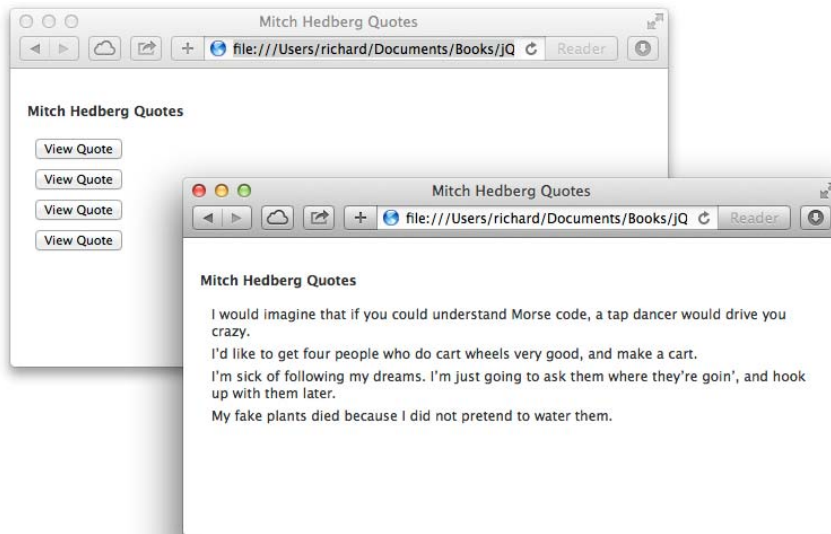 Mitch Hedberg Quotes
file:///Users/richard/Documents/Books/jQ
Reader
Mitch Hedberg Quotes
View Quote
View Quote
View Quote
View Quote
Mitch Hedberg Quotes
file:///Users/richard/Documents/Books/jQ
Reader
Mitch Hedberg Quotes
I would imagine that if you could understand Morse code, a tap dancer would drive you
crazy.
I’d like to get four people who do cart wheels very good, and make a cart.
I’m sick of following my dreams. I’m just going to ask them where they’re goin’, and hook
up with them later.
My fake plants died because I did not pretend to water them.